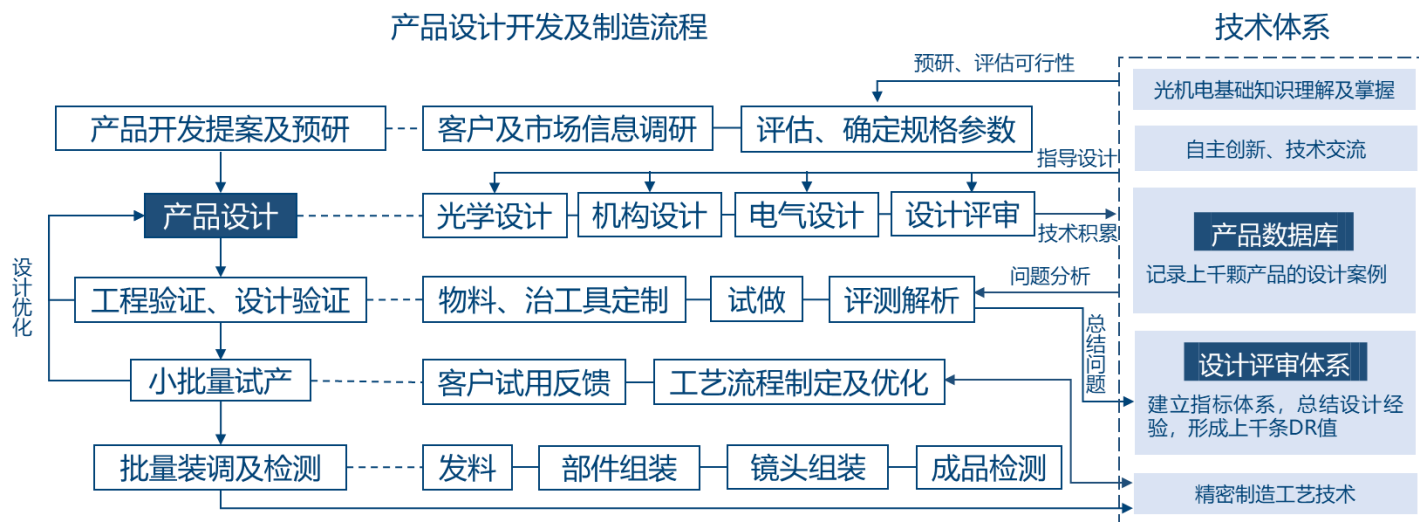 产品设计开发及制造流程
技术体系
预研、评估可行性
光机电基础知识理解及掌握
产品开发提案及预研
客户及市场信息调研
评估、确定规格参数
自主创新、技术交流
指导设计
产品设计
光学设计
机构设计
电气设计
设计评审
技术积累
产品数据库
记录上千颗产品的设计案例
设计优化
问题分析
工程验证、设计验证
物料、治工具定制
试做
评测解析
总结问题
设计评审体系
建立指标体系，总结设计经
验，形成上千条DR值
小批量试产
客户试用反馈
工艺流程制定及优化
批量装调及检测
发料
部件组装
镜头组装
成品检测
精密制造工艺技术